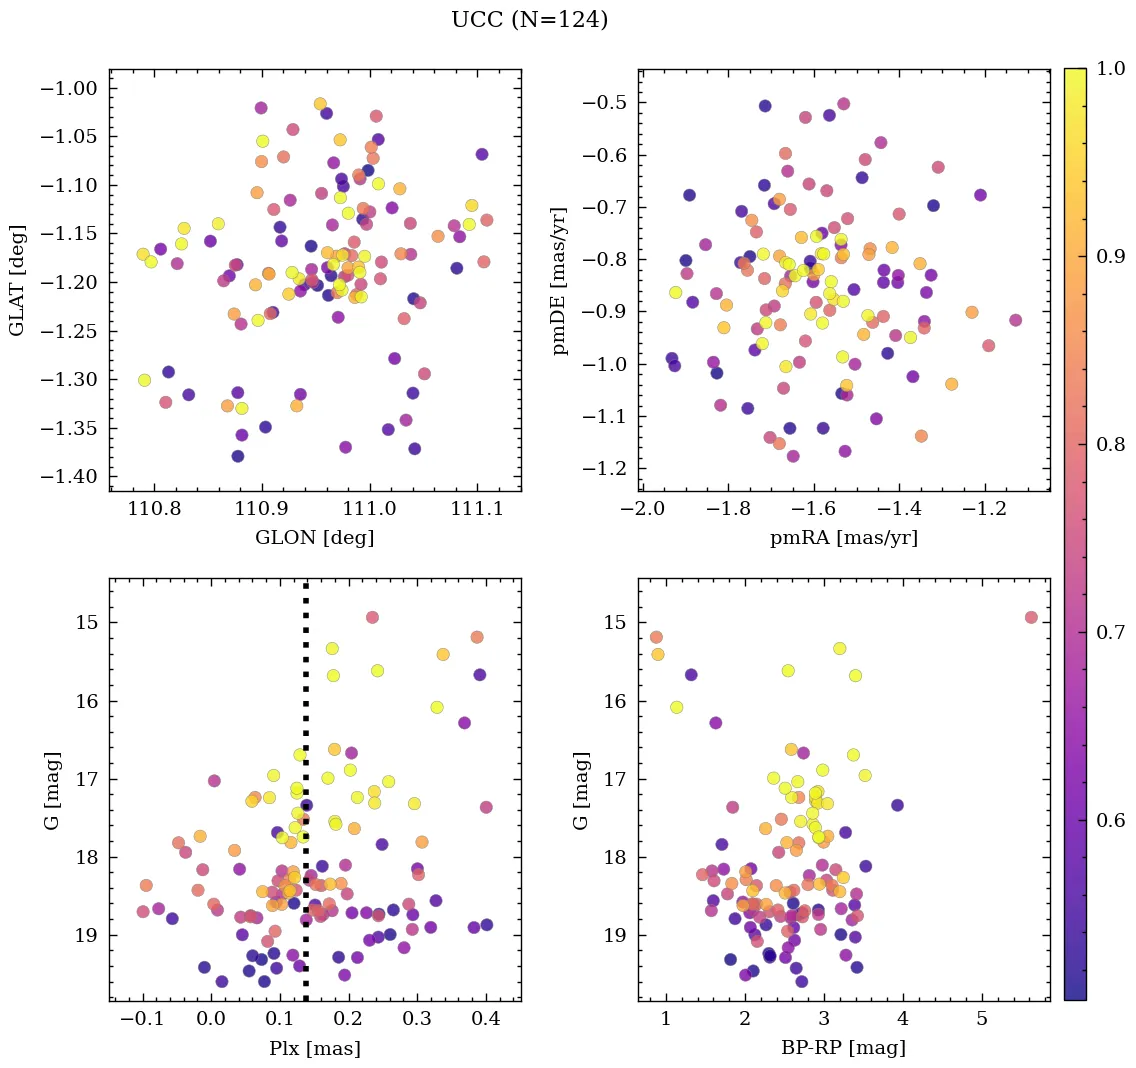 UCC (N=124)
−1.00
−1.05
−1.10
−1.15
−1.20
−1.25
−1.30
−1.35
−1.40
GLAT [deg]
110.8 110.9 111.0 111.1
GLON [deg]
−0.5
−0.6
−0.7
−0.8
−0.9
−1.0
−1.1
−1.2
pmDE [mas/yr]
−2.0 −1.8 −1.6 −1.4 −1.2
pmRA [mas/yr]
15
16
17
18
19
G [mag]
−0.1 0.0 0.1 0.2 0.3 0.4
Plx [mas]
15
16
17
18
19
G [mag]
1 2 3 4 5
BP-RP [mag]
1.0
0.9
0.8
0.7
0.6